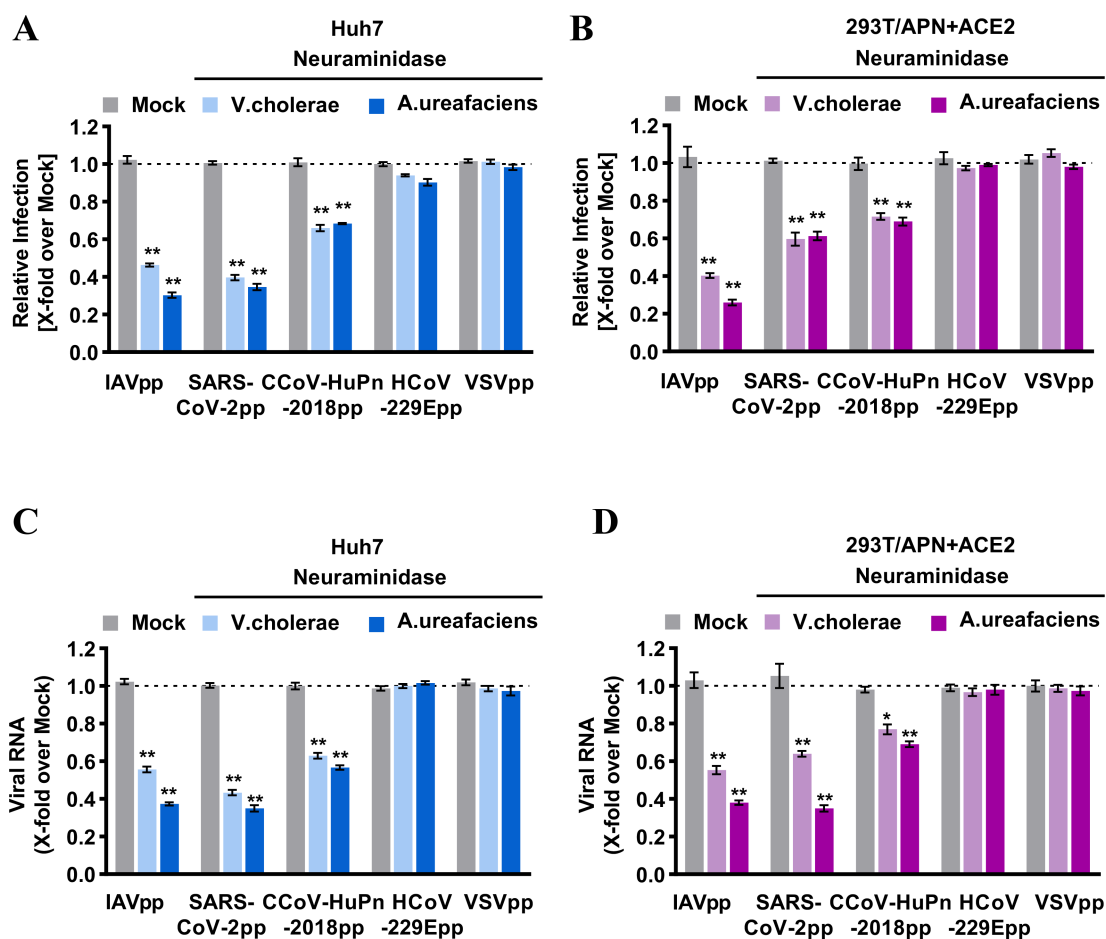 A
Huh7
Neuraminidase
Mock V.cholerae A.ureafaciens
Relative Infection
[X-fold over Mock]
1.2
1.0
0.8
0.6
0.4
0.2
0.0
** ** ** ** ** **
IAVpp SARS- CCoV-HuPn HCoV VSVpp
CoV-2pp -2018pp -229Epp
B
293T/APN+ACE2
Neuraminidase
Mock V.cholerae A.ureafaciens
Relative Infection
[X-fold over Mock]
1.2
1.0
0.8
0.6
0.4
0.2
0.0
** ** ** ** ** **
IAVpp SARS- CCoV-HuPn HCoV VSVpp
CoV-2pp -2018pp -229Epp
C
Huh7
Neuraminidase
Mock V.cholerae A.ureafaciens
Viral RNA
(X-fold over Mock)
1.2
1.0
0.8
0.6
0.4
0.2
0.0
** ** ** ** ** **
IAVpp SARS- CCoV-HuPn HCoV VSVpp
CoV-2pp -2018pp -229Epp
D
293T/APN+ACE2
Neuraminidase
Mock V.cholerae A.ureafaciens
Viral RNA
(X-fold over Mock)
1.2
1.0
0.8
0.6
0.4
0.2
0.0
** ** ** ** * **
IAVpp SARS- CCoV-HuPn HCoV VSVpp
CoV-2pp -2018pp -229Epp